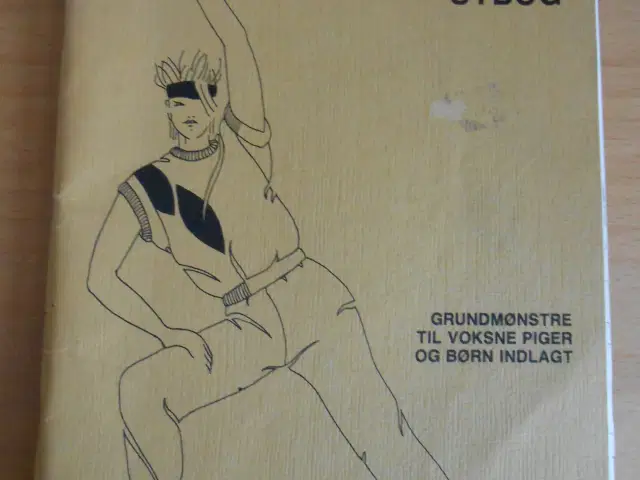 GRUNDMØNSTRE
TIL VOKSNE PIGER
OG BØRN INDLAGT